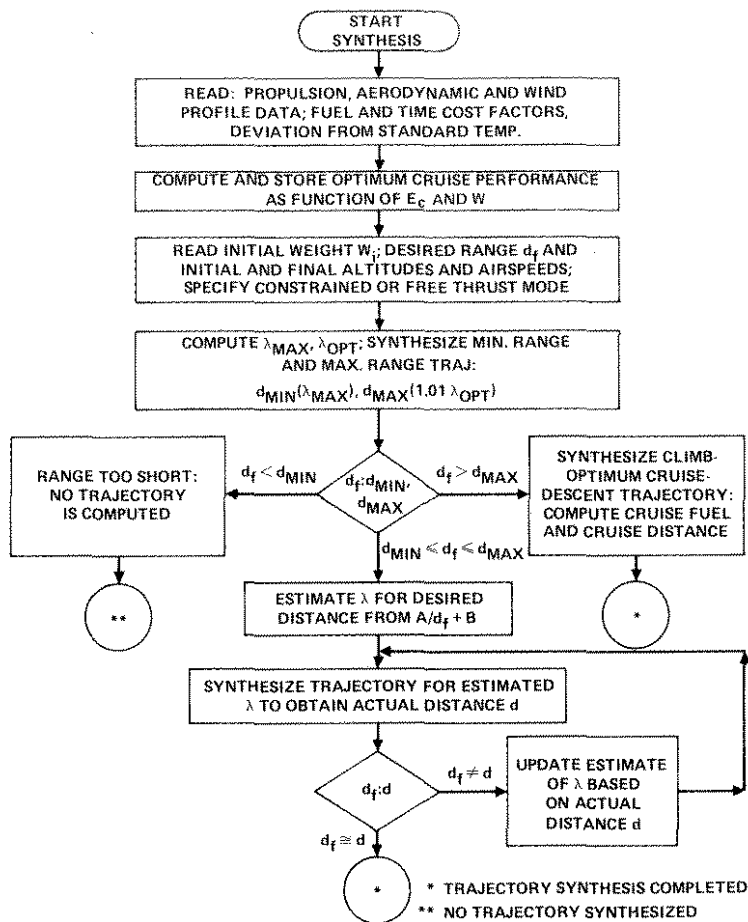 START
SYNTHESIS
READ: PROPULSION, AERODYNAMIC AND WIND
PROFILE DATA; FUEL AND TIME COST FACTORS,
DEVIATION FROM STANDARD TEMP.
COMPUTE AND STORE OPTIMUM CRUISE PERFORMANCE
AS FUNCTION OF E_c AND W
READ INITIAL WEIGHT W_i; DESIRED RANGE d_f AND
INITIAL AND FINAL ALTITUDES AND AIRSPEEDS;
SPECIFY CONSTRAINED OR FREE THRUST MODE
COMPUTE λ_MAX, λ_OPT; SYNTHESIZE MIN. RANGE
AND MAX. RANGE TRAJ:
d_MIN(λ_MAX), d_MAX(1.01 λ_OPT)
RANGE TOO SHORT:
NO TRAJECTORY
IS COMPUTED
d_f < d_MIN
d_f:d_MIN,
d_MAX
d_f > d_MAX
SYNTHESIZE CLIMB-
OPTIMUM CRUISE-
DESCENT TRAJECTORY:
COMPUTE CRUISE FUEL
AND CRUISE DISTANCE
d_MIN ⩽ d_f ⩽ d_MAX
**
ESTIMATE λ FOR DESIRED
DISTANCE FROM A/d_f + B
*
SYNTHESIZE TRAJECTORY FOR ESTIMATED
λ TO OBTAIN ACTUAL DISTANCE d
d_f:d
d_f ≠ d
UPDATE ESTIMATE
OF λ BASED
ON ACTUAL
DISTANCE d
d_f ≅ d
*
* TRAJECTORY SYNTHESIS COMPLETED
** NO TRAJECTORY SYNTHESIZED